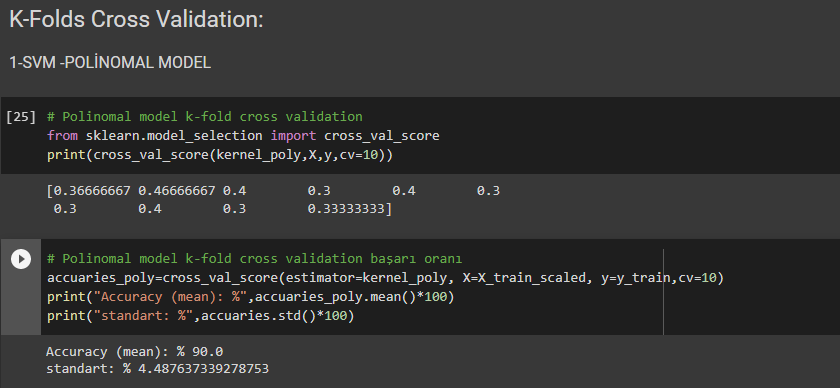 K-Folds Cross Validation:
1-SVM -POLİNOMAL MODEL
[25] # Polinomal model k-fold cross validation
from sklearn.model_selection import cross_val_score
print(cross_val_score(kernel_poly,X,y,cv=10))
[0.36666667 0.46666667 0.4 0.3 0.4 0.3
0.3 0.4 0.3 0.33333333]
# Polinomal model k-fold cross validation başarı oranı
accuaries_poly=cross_val_score(estimator=kernel_poly, X=X_train_scaled, y=y_train,cv=10)
print("Accuracy (mean): %",accuaries_poly.mean()*100)
print("standart: %",accuaries.std()*100)
Accuracy (mean): % 90.0
standart: % 4.487637339278753